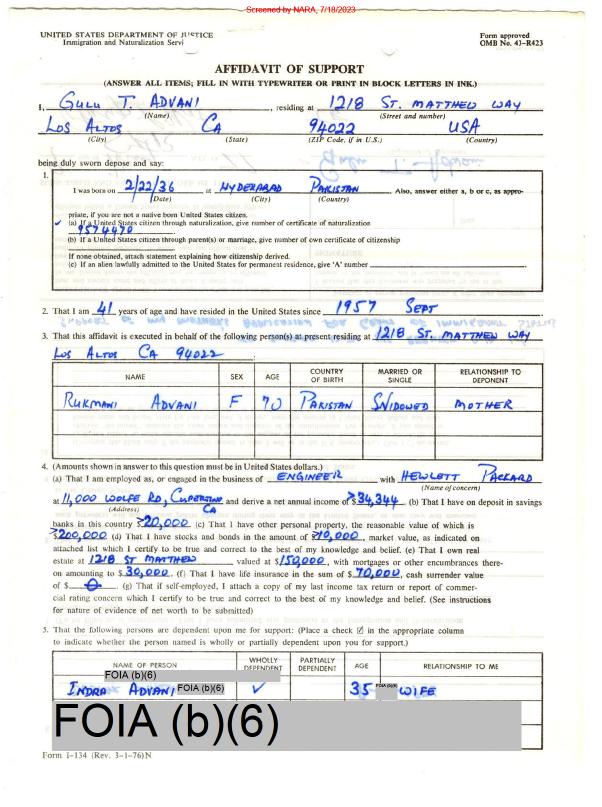 Screened by NARA, 7/18/2023
UNITED STATES DEPARTMENT OF JUSTICE
Immigration and Naturalization Servi
Form approved
OMB No. 43-R423
AFFIDAVIT OF SUPPORT
(ANSWER ALL ITEMS; FILL IN WITH TYPEWRITER OR PRINT IN BLOCK LETTERS IN INK.)
I, GULU T. ADVANI, residing at 1218 ST. MATTHEW WAY
(Name) (Street and number)
LOS ALTOS CA 94022 USA
(City) (State) (ZIP Code, if in U.S.) (Country)
being duly sworn depose and say:
1.
I was born on 2/22/36 at HYDERABAD PAKISTAN Also, answer either a, b or c, as appro-
(Date) (City) (Country)
priate, if you are not a native born United States citizen.
✓ (a) If a United States citizen through naturalization, give number of certificate of naturalization
9574470
(b) If a United States citizen through parent(s) or marriage, give number of own certificate of citizenship
If none obtained, attach statement explaining how citizenship derived.
(c) If an alien lawfully admitted to the United States for permanent residence, give 'A' number
2. That I am 41 years of age and have resided in the United States since 1957 SEPT
3. That this affidavit is executed in behalf of the following person(s) at present residing at 1218 ST. MATTHEW WAY
LOS ALTOS CA 94022
NAME SEX AGE COUNTRY OF BIRTH MARRIED OR SINGLE RELATIONSHIP TO DEPONENT
RUKMANI ADVANI F 70 PAKISTAN WIDOWED MOTHER
4. (Amounts shown in answer to this question must be in United States dollars.)
(a) That I am employed as, or engaged in the business of ENGINEER with HEWLETT PACKARD
(Name of concern)
at 11,000 WOLFE RD, CUPERTINO CA and derive a net annual income of $34,344. (b) That I have on deposit in savings
(Address)
banks in this country $20,000 (c) That I have other personal property, the reasonable value of which is
$200,000 (d) That I have stocks and bonds in the amount of $10,000, market value, as indicated on
attached list which I certify to be true and correct to the best of my knowledge and belief. (e) That I own real
estate at 1218 ST MATTHEW valued at $150,000, with mortgages or other encumbrances there-
on amounting to $30,000. (f) That I have life insurance in the sum of $70,000, cash surrender value
of $ 0. (g) That if self-employed, I attach a copy of my last income tax return or report of commer-
cial rating concern which I certify to be true and correct to the best of my knowledge and belief. (See instructions
for nature of evidence of net worth to be submitted)
5. That the following persons are dependent upon me for support: (Place a check ☑ in the appropriate column
to indicate whether the person named is wholly or partially dependent upon you for support.)
NAME OF PERSON WHOLLY DEPENDENT PARTIALLY DEPENDENT AGE RELATIONSHIP TO ME
FOIA (b)(6)
INDRA ADVANI FOIA (b)(6) ✓ 35 FOIA (b)(6) WIFE
FOIA (b)(6)
Form I-134 (Rev. 3-1-76)N